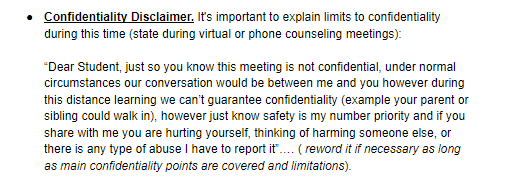 • Confidentiality Disclaimer. It's important to explain limits to confidentiality
during this time (state during virtual or phone counseling meetings):
“Dear Student, just so you know this meeting is not confidential, under normal
circumstances our conversation would be between me and you however during
this distance learning we can’t guarantee confidentiality (example your parent or
sibling could walk in), however just know safety is my number priority and if you
share with me you are hurting yourself, thinking of harming someone else, or
there is any type of abuse I have to report it”.… ( reword it if necessary as long
as main confidentiality points are covered and limitations).